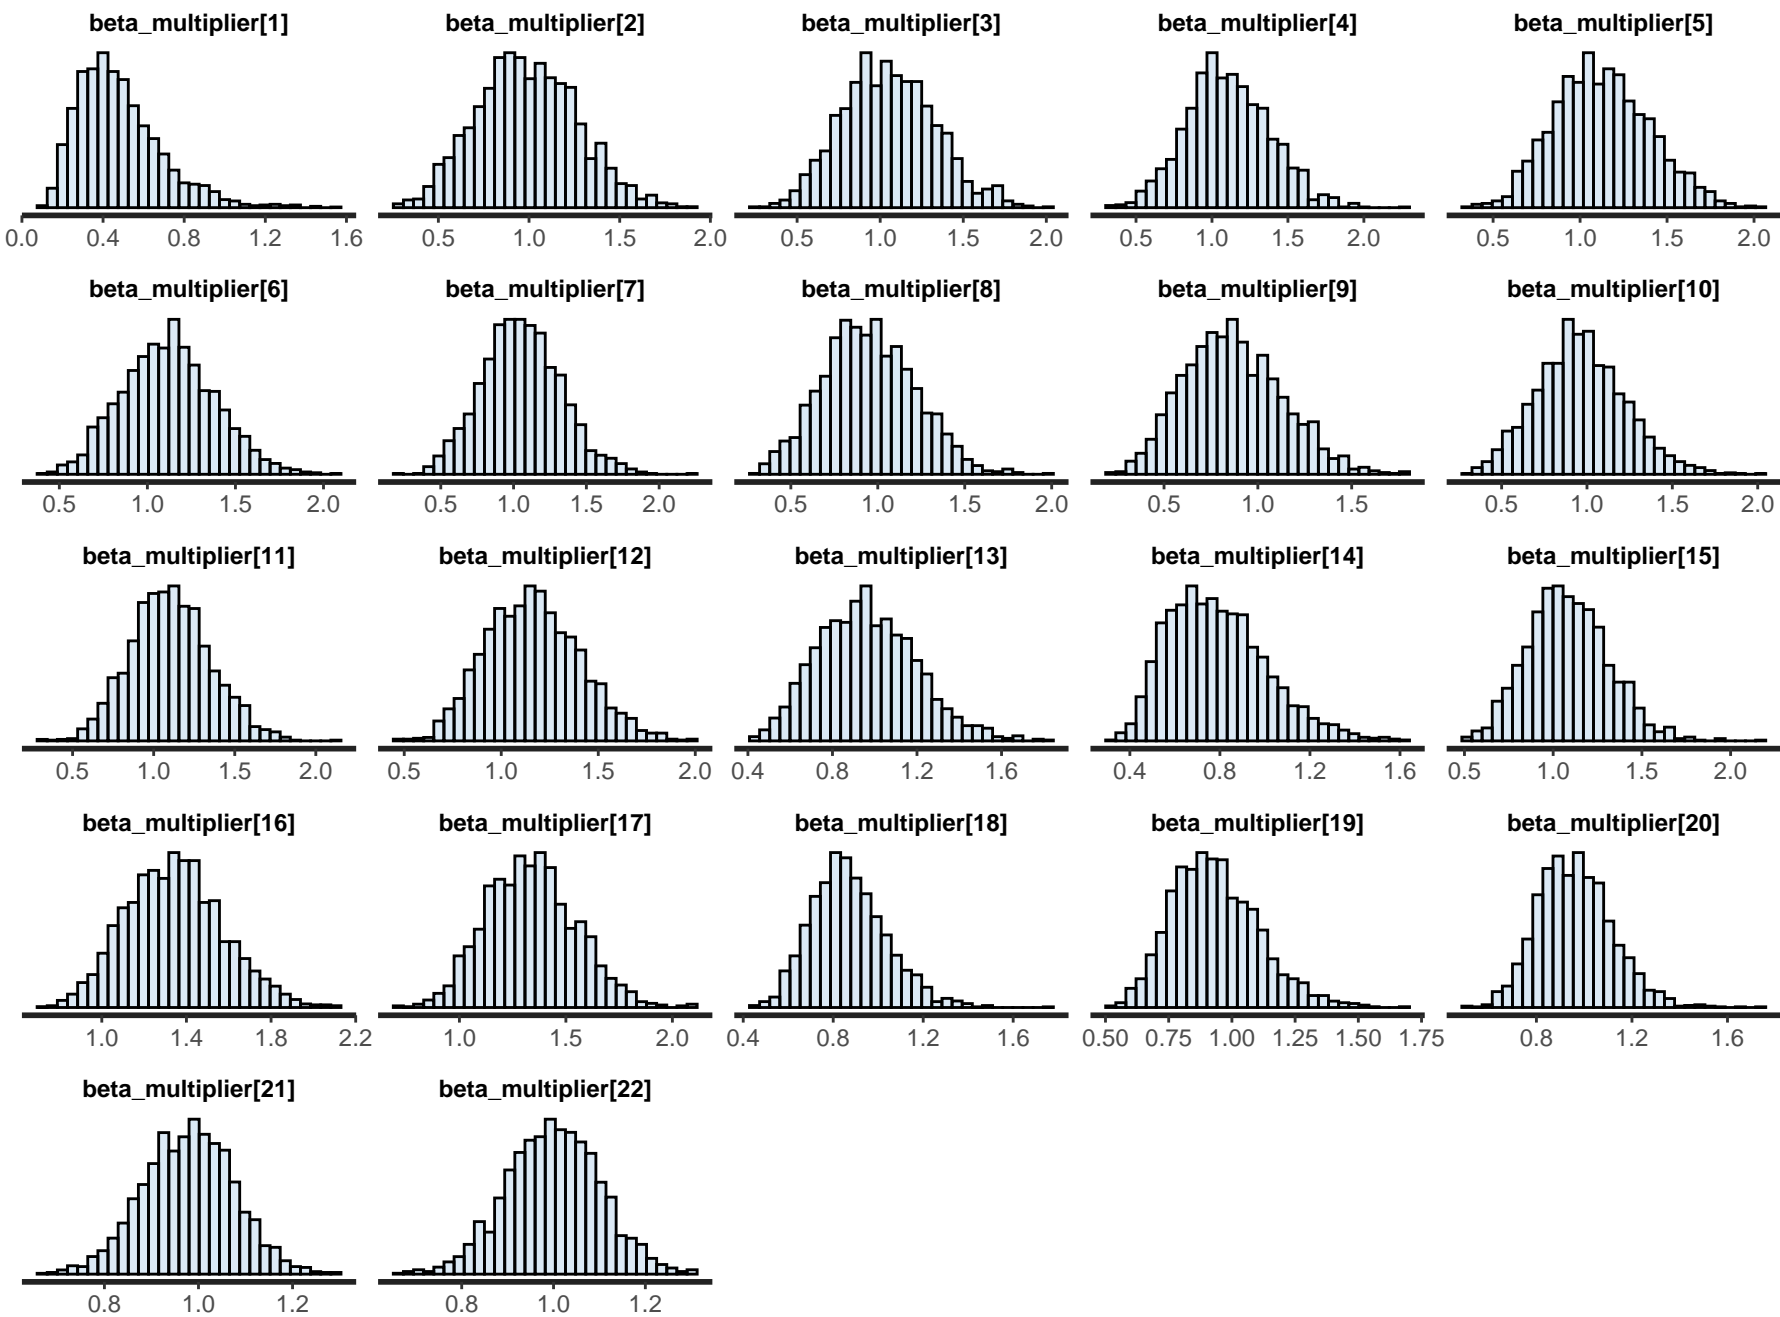 beta_multiplier[1] beta_multiplier[2] beta_multiplier[3] beta_multiplier[4] beta_multiplier[5]
0.0 0.4 0.8 1.2 1.6 0.5 1.0 1.5 2.0 0.5 1.0 1.5 2.0 0.5 1.0 1.5 2.0 0.5 1.0 1.5 2.0
beta_multiplier[6] beta_multiplier[7] beta_multiplier[8] beta_multiplier[9] beta_multiplier[10]
0.5 1.0 1.5 2.0 0.5 1.0 1.5 2.0 0.5 1.0 1.5 2.0 0.5 1.0 1.5 0.5 1.0 1.5 2.0
beta_multiplier[11] beta_multiplier[12] beta_multiplier[13] beta_multiplier[14] beta_multiplier[15]
0.5 1.0 1.5 2.0 0.5 1.0 1.5 2.0 0.4 0.8 1.2 1.6 0.4 0.8 1.2 1.6 0.5 1.0 1.5 2.0
beta_multiplier[16] beta_multiplier[17] beta_multiplier[18] beta_multiplier[19] beta_multiplier[20]
1.0 1.4 1.8 2.2 1.0 1.5 2.0 0.4 0.8 1.2 1.6 0.50 0.75 1.00 1.25 1.50 1.75 0.8 1.2 1.6
beta_multiplier[21] beta_multiplier[22]
0.8 1.0 1.2 0.8 1.0 1.2